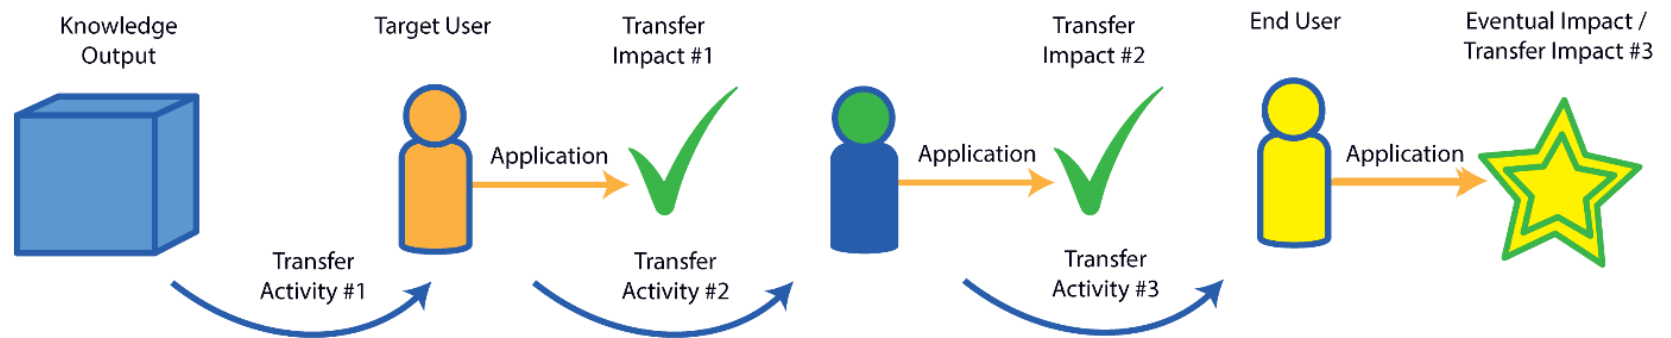 Knowledge
Output
Target User
Transfer
Impact #1
Transfer
Impact #2
End User
Eventual Impact /
Transfer Impact #3
Application
Application
Application
Transfer
Activity #1
Transfer
Activity #2
Transfer
Activity #3